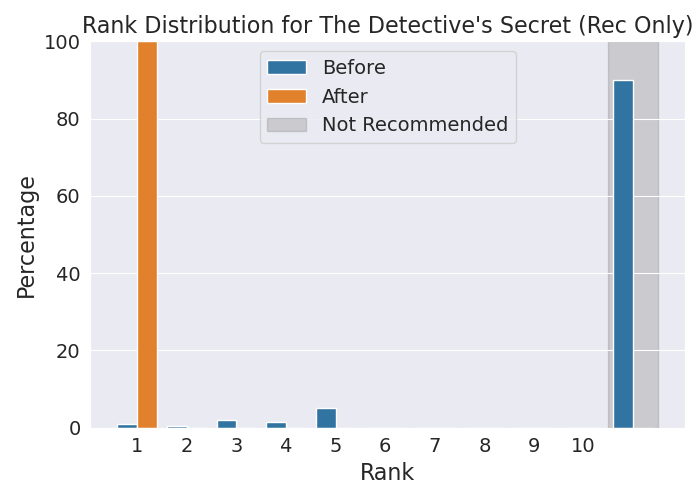 Rank Distribution for The Detective's Secret (Rec Only)
Before
After
Not Recommended
Percentage
100
80
60
40
20
0
1 2 3 4 5 6 7 8 9 10
Rank